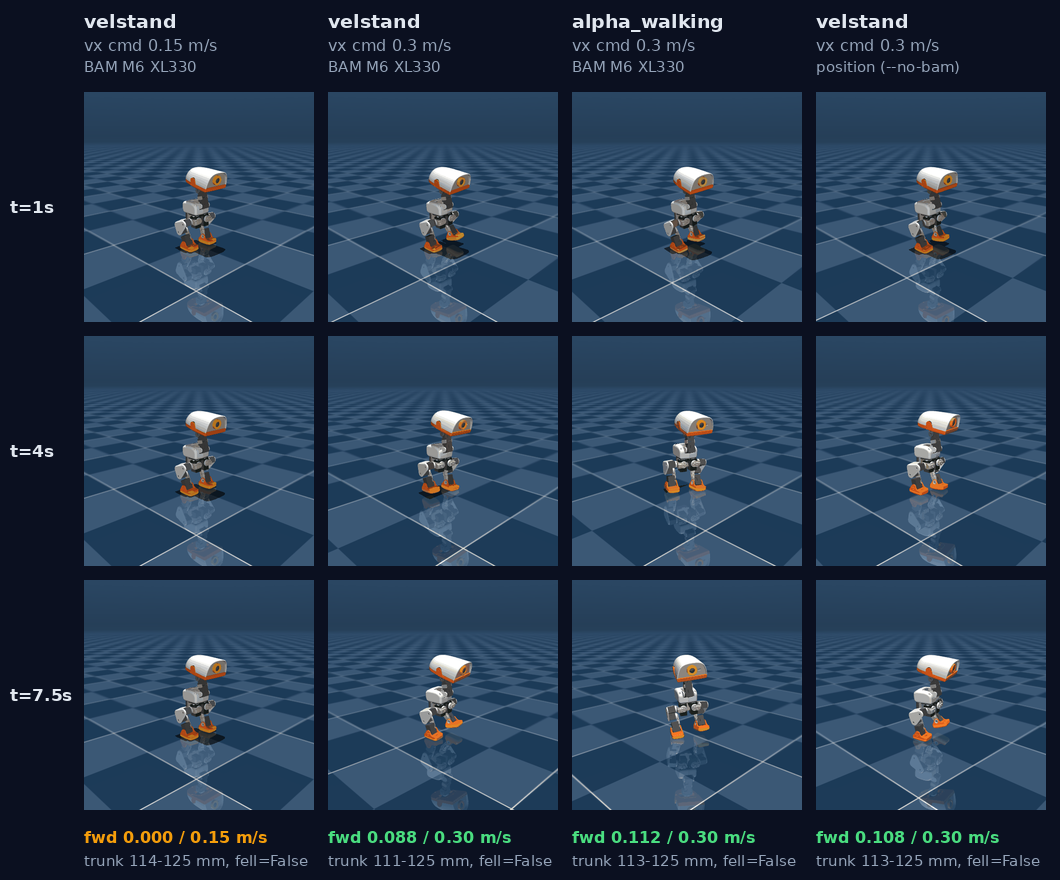 velstand velstand alpha_walking velstand
vx cmd 0.15 m/s vx cmd 0.3 m/s vx cmd 0.3 m/s vx cmd 0.3 m/s
BAM M6 XL330 BAM M6 XL330 BAM M6 XL330 position (--no-bam)
t=1s
t=4s
t=7.5s
fwd 0.000 / 0.15 m/s fwd 0.088 / 0.30 m/s fwd 0.112 / 0.30 m/s fwd 0.108 / 0.30 m/s
trunk 114-125 mm, fell=False trunk 111-125 mm, fell=False trunk 113-125 mm, fell=False trunk 113-125 mm, fell=False